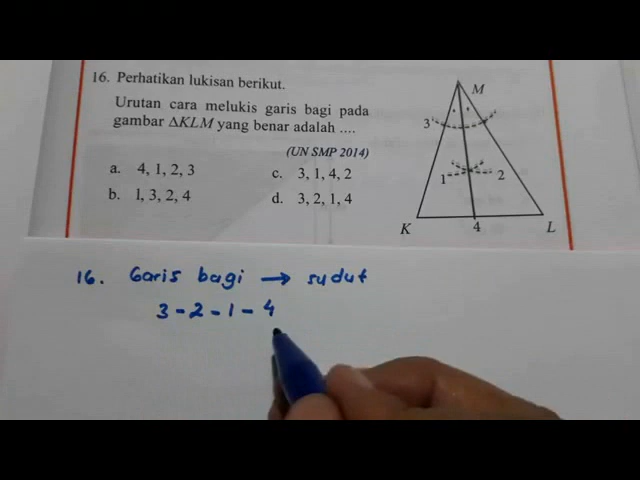 16. Perhatikan lukisan berikut.
Urutan cara melukis garis bagi pada
gambar ΔKLM yang benar adalah ....
(UN SMP 2014)
a. 4, 1, 2, 3
c. 3, 1, 4, 2
b. 1, 3, 2, 4
d. 3, 2, 1, 4
M
3
1
2
K
4
L
16. Garis bagi → sudut
3 - 2 - 1 - 4